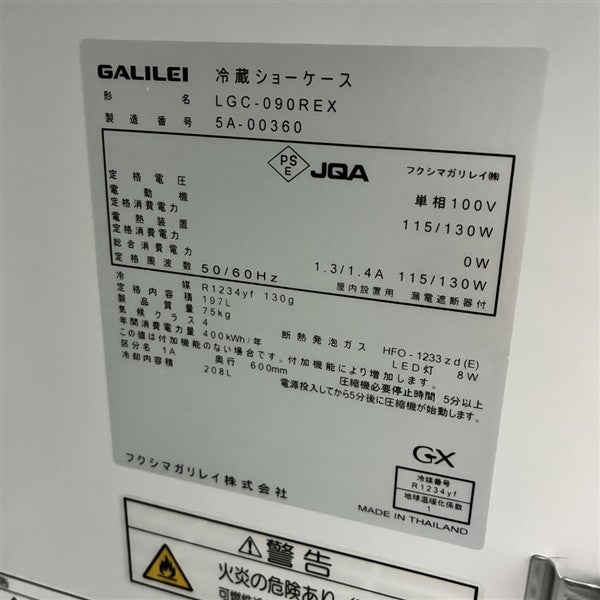 GALILEI 冷蔵ショーケース
形名 LGC-090REX
製造番号 5A-00360
PSE JQA フクシマガリレイ㈱
定格電圧 単相100V
電動機
定格消費電力 115/130W
電熱装置
定格消費電力 0W
総合消費電力 1.3/1.4A 115/130W
定格周波数 50/60Hz 屋内設置用 漏電遮断器付
冷媒 R1234yf 130g
定格内容積 197L
製品質量 75kg 断熱発泡ガス HFO-1233zd(E)
気候クラス 4 LED灯 8W
年間消費電力量 400kWh/年
この値は付加機能のない場合です。付加機能により増加します。
区分名 1A 奥行 600mm 圧縮機必要停止時間 5分以上
冷却内容積 208L 電源投入してから5分後に圧縮機が始動します。
GX
冷媒番号
R1234yf
地球温暖化係数
1
フクシマガリレイ株式会社
MADE IN THAILAND
警告
火炎の危険あり